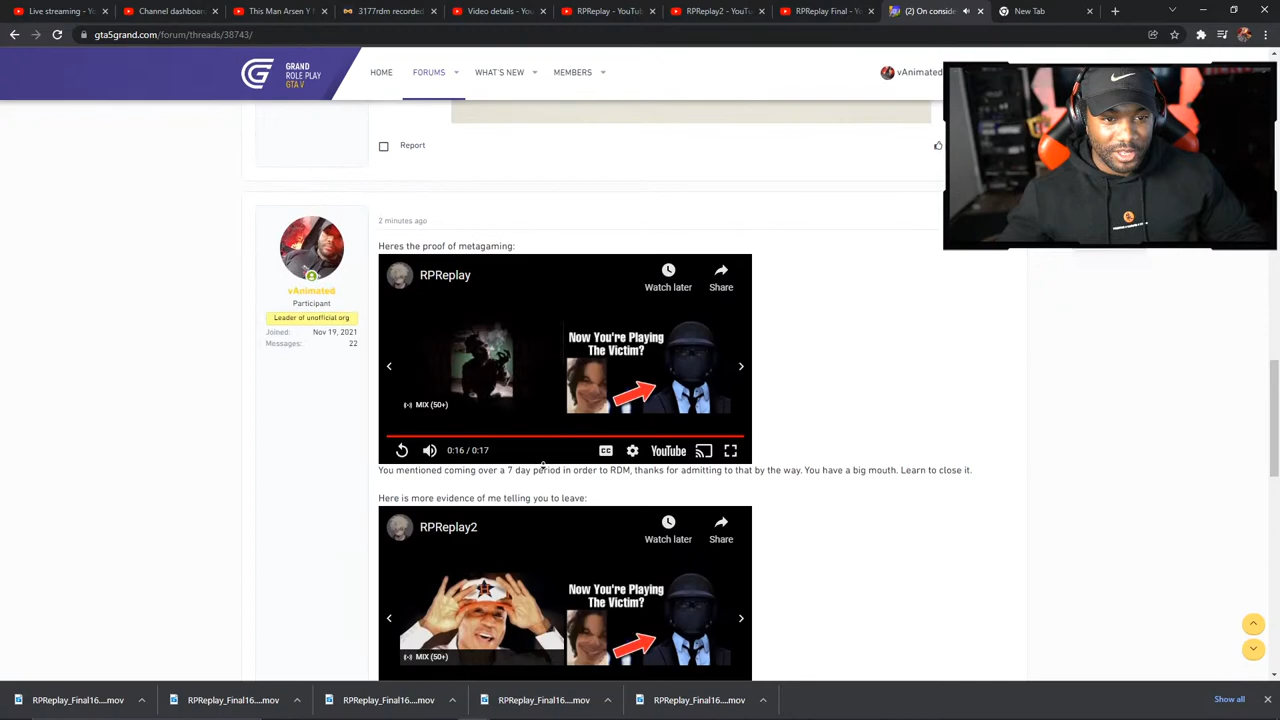 Live streaming - Yo
Channel dashboar
This Man Arsen Y
3177rdm recorded
Video details - You
RPReplay - YouTub
RPReplay2 - YouTu
RPReplay Final - Yo
(2) On conside
New Tab
gta5grand.com/forum/threads/38743/
GRAND
ROLE PLAY
GTA V
HOME
FORUMS
WHAT'S NEW
MEMBERS
vAnimated
Report
2 minutes ago
Heres the proof of metagaming:
vAnimated
Participant
Leader of unofficial org
Joined: Nov 19, 2021
Messages: 22
RPReplay
Watch later
Share
Now You're Playing
The Victim?
MIX (50+)
0:16 / 0:17
CC
YouTube
You mentioned coming over a 7 day period in order to RDM, thanks for admitting to that by the way. You have a big mouth. Learn to close it.
Here is more evidence of me telling you to leave:
RPReplay2
Watch later
Share
Now You're Playing
The Victim?
MIX (50+)
RPReplay_Final16....mov
RPReplay_Final16....mov
RPReplay_Final16....mov
RPReplay_Final16....mov
RPReplay_Final16....mov
Show all